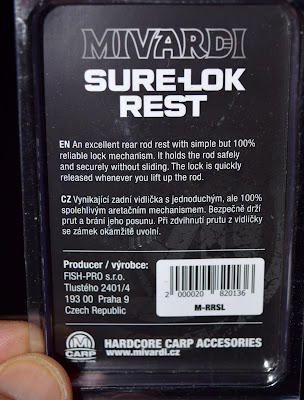 MIVARDI
SURE-LOK
REST
EN An excellent rear rod rest with simple but 100%
reliable lock mechanism. It holds the rod safely
and securely without sliding. The lock is quickly
released whenever you lift up the rod.
CZ Vynikající zadní vidlička s jednoduchým, ale 100%
spolehlivým aretačním mechanismem. Bezpečně drží
prut a brání jeho posunu. Při zdvihnutí prutu z vidličky
se zámek okamžitě uvolní.
Producer / výrobce:
FISH-PRO s.r.o.
Tlustého 2401/4
193 00 Praha 9
Czech Republic
2 000020 820136
M-RRSL
M
CARP
HARDCORE CARP ACCESORIES
www.mivardi.cz